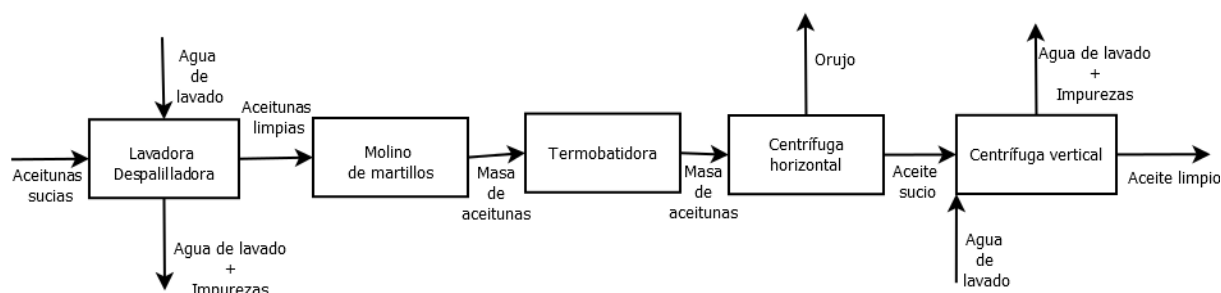 Aceitunas
sucias
Agua
de
lavado
Lavadora
Despalilladora
Agua de lavado
+
Impurezas
Aceitunas
limpias
Molino
de martillos
Masa
de aceitunas
Termobatidora
Masa
de aceitunas
Orujo
Centrífuga
horizontal
Aceite
sucio
Agua de lavado
+
Impurezas
Centrífuga vertical
Agua
de
lavado
Aceite limpio